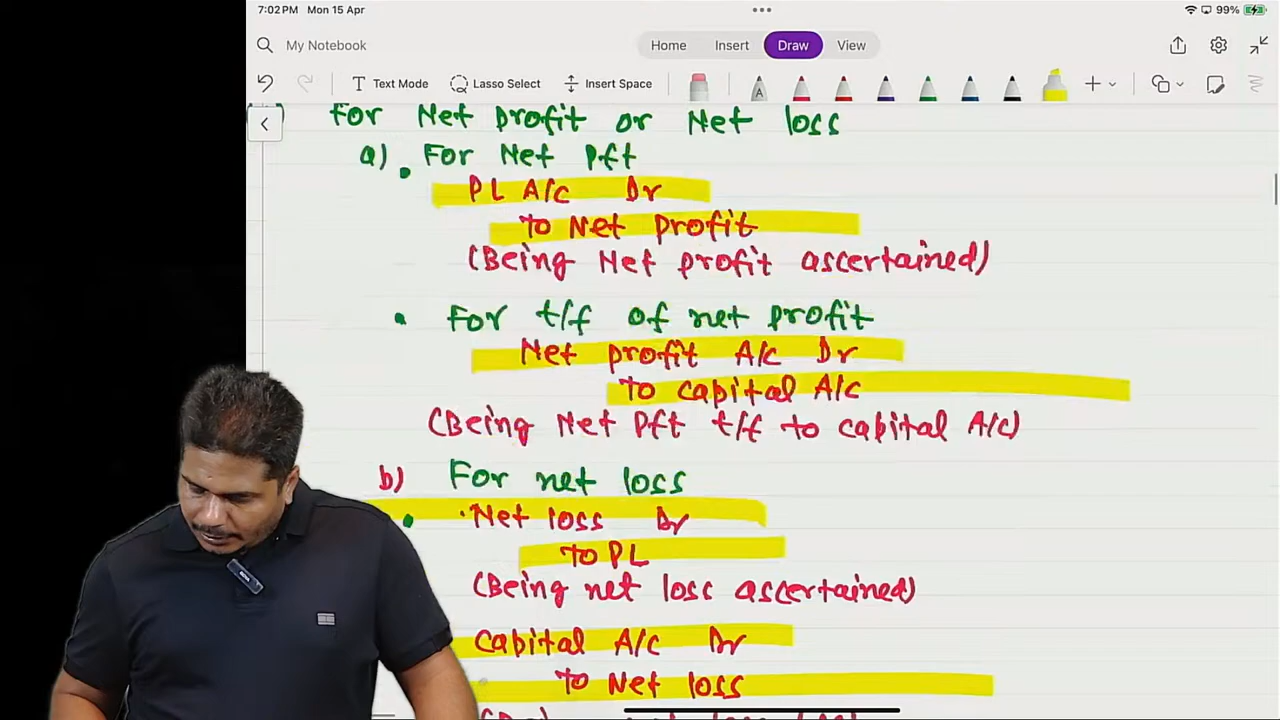 7:02 PM Mon 15 Apr
99%
My Notebook
Home Insert Draw View
Text Mode Lasso Select Insert Space
For Net profit or Net loss
a) For Net Pft
PL A/c Dr
To Net profit
(Being Net profit ascertained)
For t/f of net profit
Net profit A/c Dr
To capital A/c
(Being Net Pft t/f to capital A/c)
b) For net loss
Net loss Dr
To PL
(Being net loss ascertained)
Capital A/c Dr
To Net loss